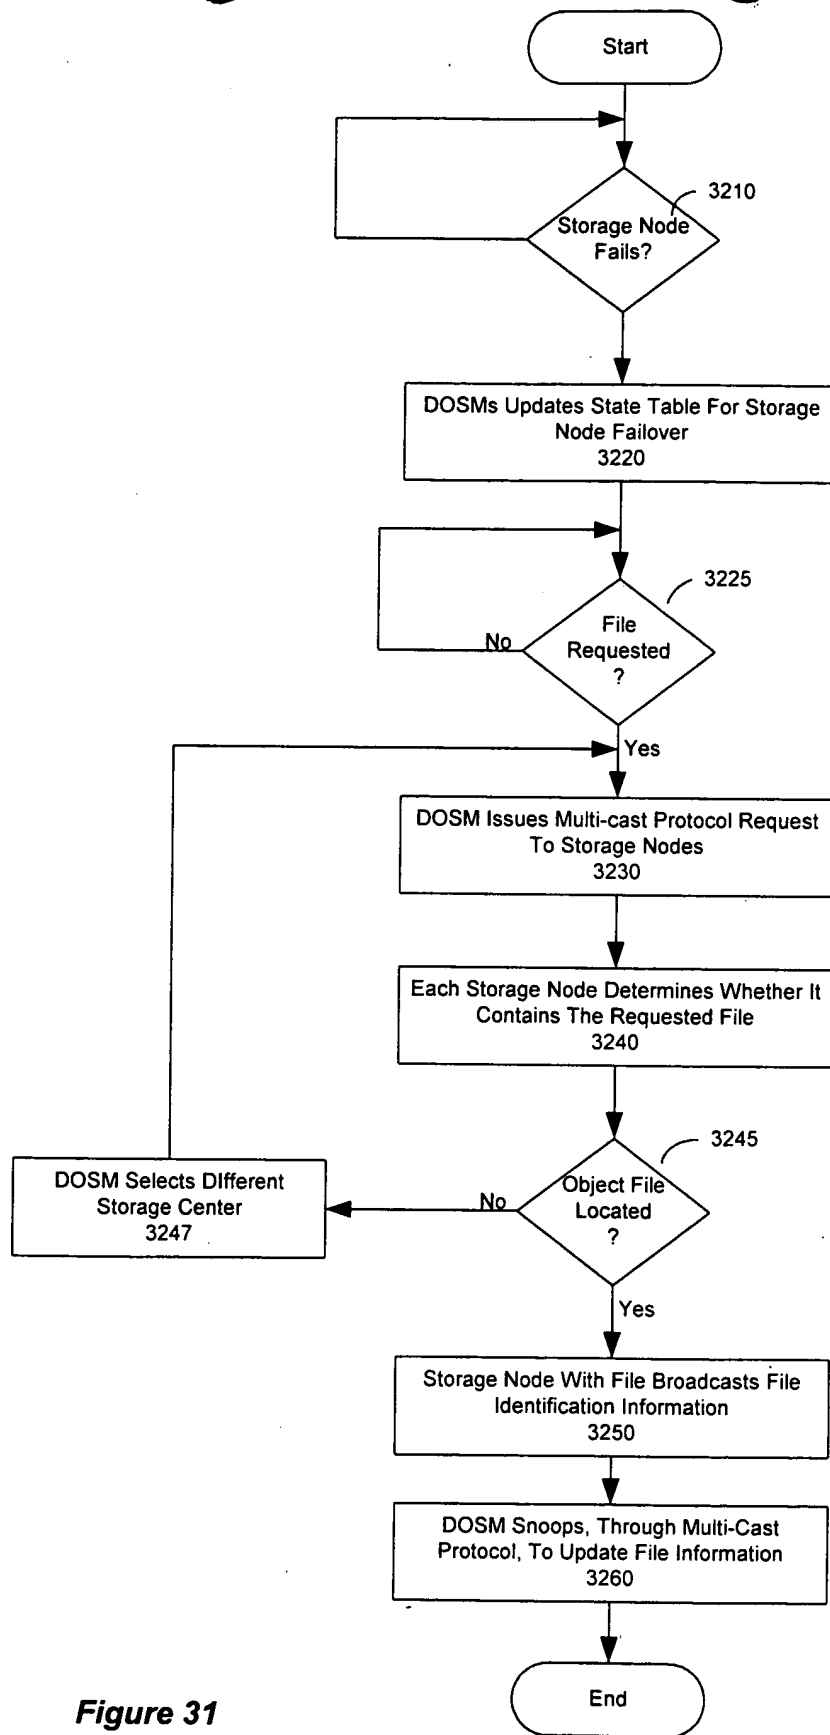 Start
3210
Storage Node
Fails?
DOSMs Updates State Table For Storage
Node Failover
3220
3225
File
Requested
?
No
Yes
DOSM Issues Multi-cast Protocol Request
To Storage Nodes
3230
Each Storage Node Determines Whether It
Contains The Requested File
3240
3245
Object File
Located
?
No
DOSM Selects DIfferent
Storage Center
3247
Yes
Storage Node With File Broadcasts File
Identification Information
3250
DOSM Snoops, Through Multi-Cast
Protocol, To Update File Information
3260
End
Figure 31